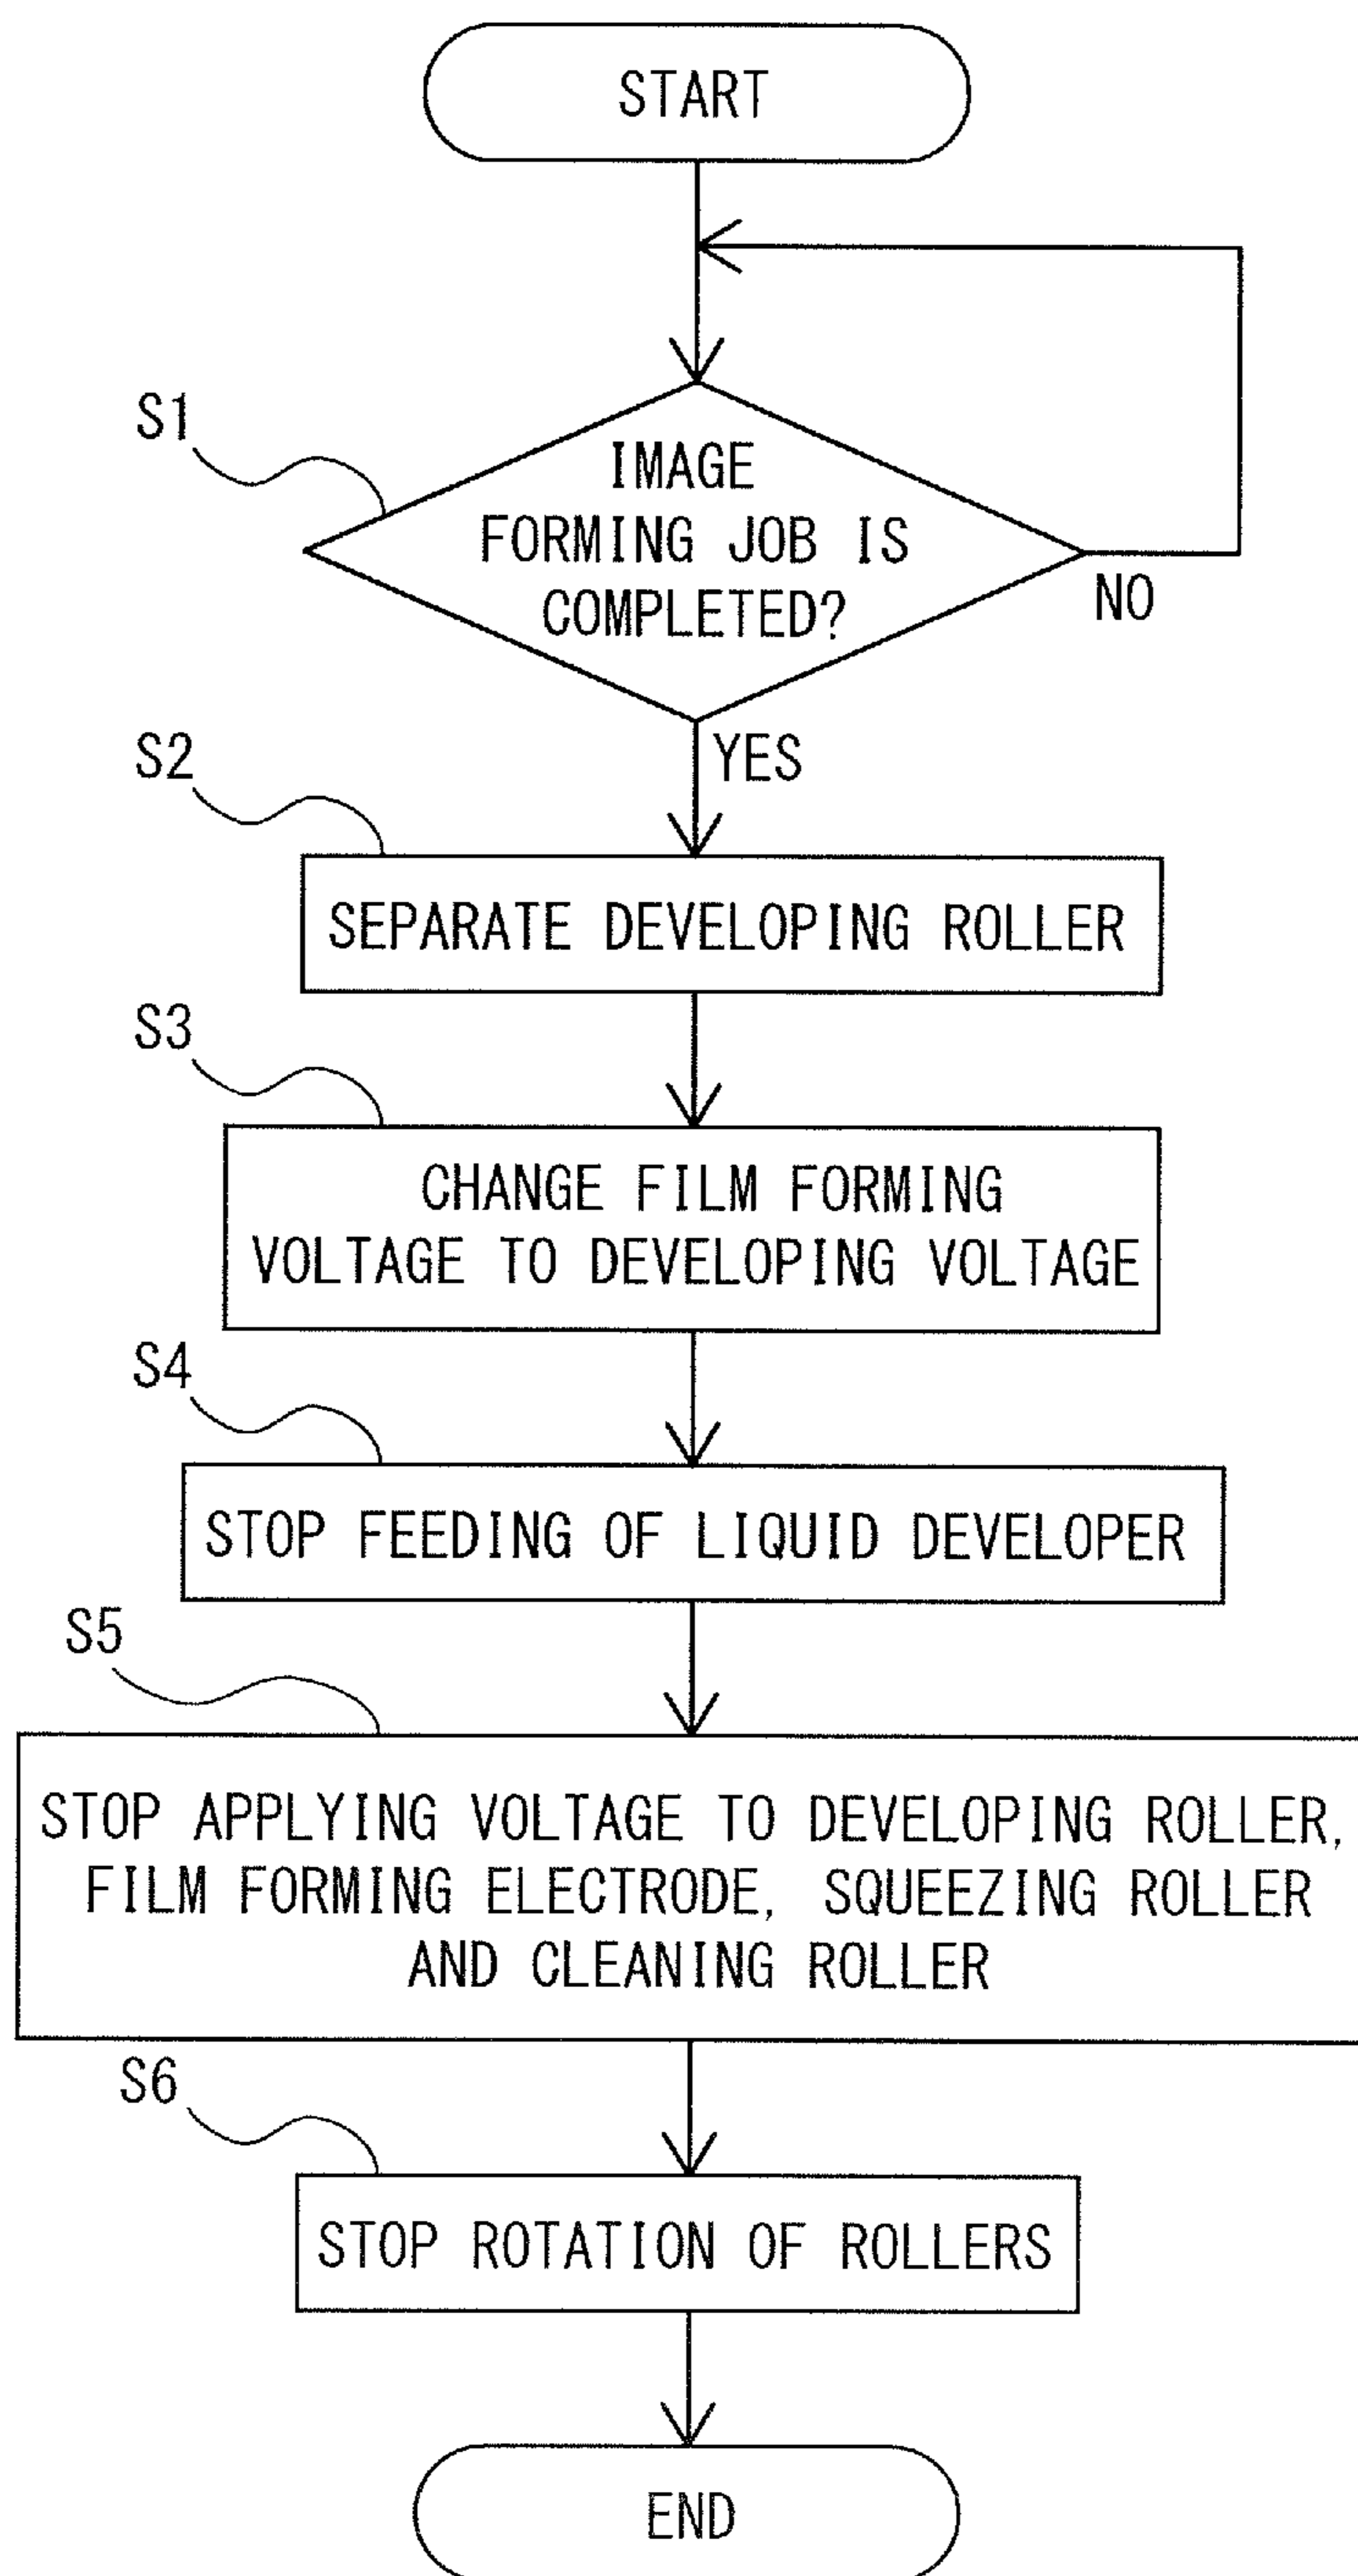 START
S1
IMAGE
FORMING JOB IS
COMPLETED?
NO
YES
S2
SEPARATE DEVELOPING ROLLER
S3
CHANGE FILM FORMING
VOLTAGE TO DEVELOPING VOLTAGE
S4
STOP FEEDING OF LIQUID DEVELOPER
S5
STOP APPLYING VOLTAGE TO DEVELOPING ROLLER,
FILM FORMING ELECTRODE, SQUEEZING ROLLER
AND CLEANING ROLLER
S6
STOP ROTATION OF ROLLERS
END